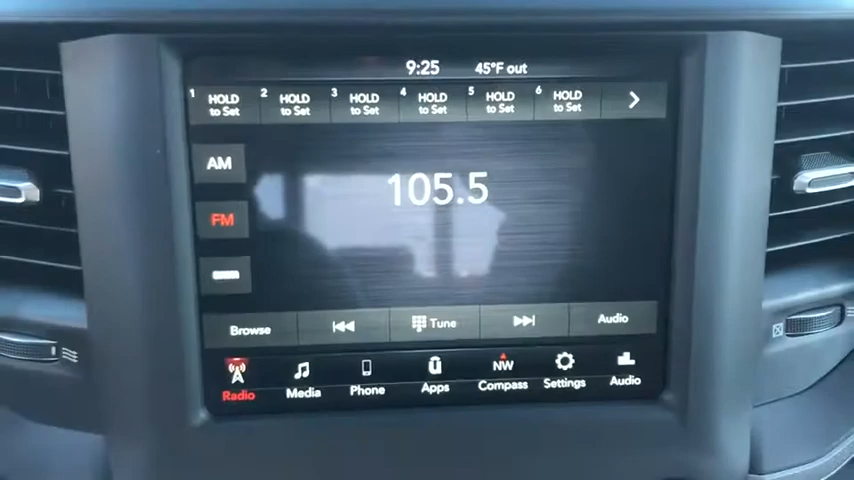 9:25 45°F out
1 HOLD to Set 2 HOLD to Set 3 HOLD to Set 4 HOLD to Set 5 HOLD to Set 6 HOLD to Set
AM
105.5
FM
Browse Tune Audio
NW
Radio Media Phone Apps Compass Settings Audio